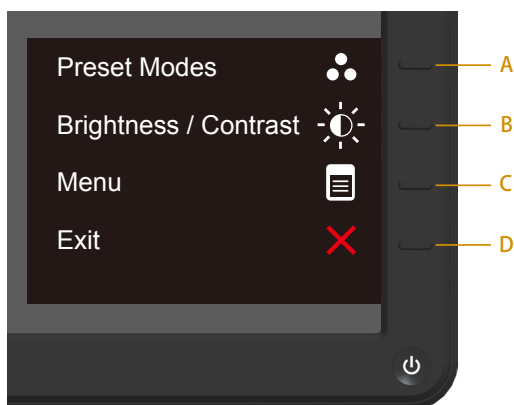 Preset Modes
A
Brightness / Contrast
B
Menu
C
Exit
D